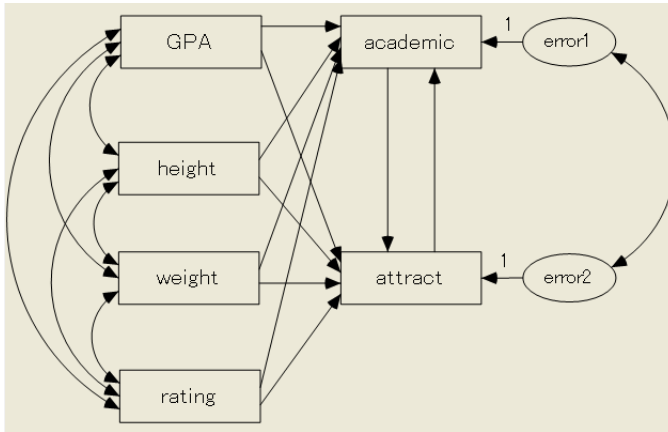 GPA
academic
1
error1
height
weight
attract
1
error2
rating